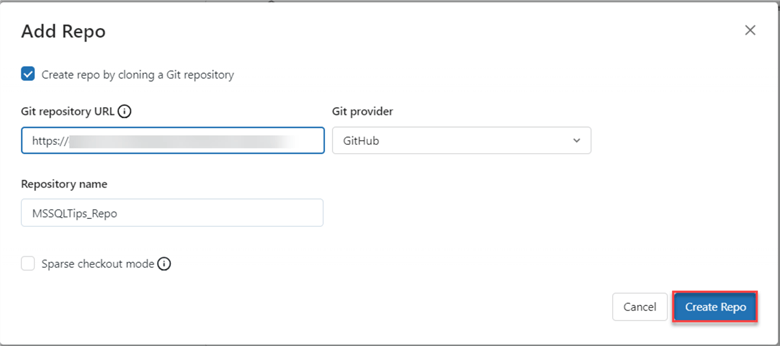 Add Repo
Create repo by cloning a Git repository
Git repository URL Git provider
https:// GitHub
Repository name
MSSQLTips_Repo
Sparse checkout mode
Cancel Create Repo